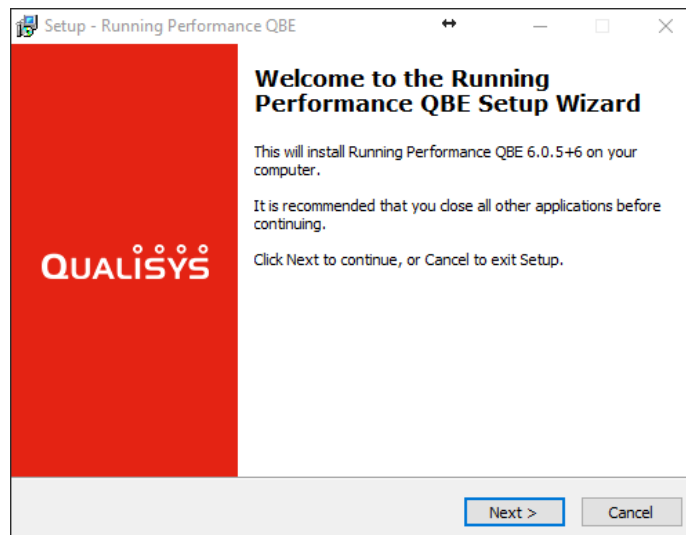 Setup - Running Performance QBE
Welcome to the Running
Performance QBE Setup Wizard
This will install Running Performance QBE 6.0.5+6 on your
computer.
It is recommended that you close all other applications before
continuing.
Click Next to continue, or Cancel to exit Setup.
QUALISYS
Next >
Cancel